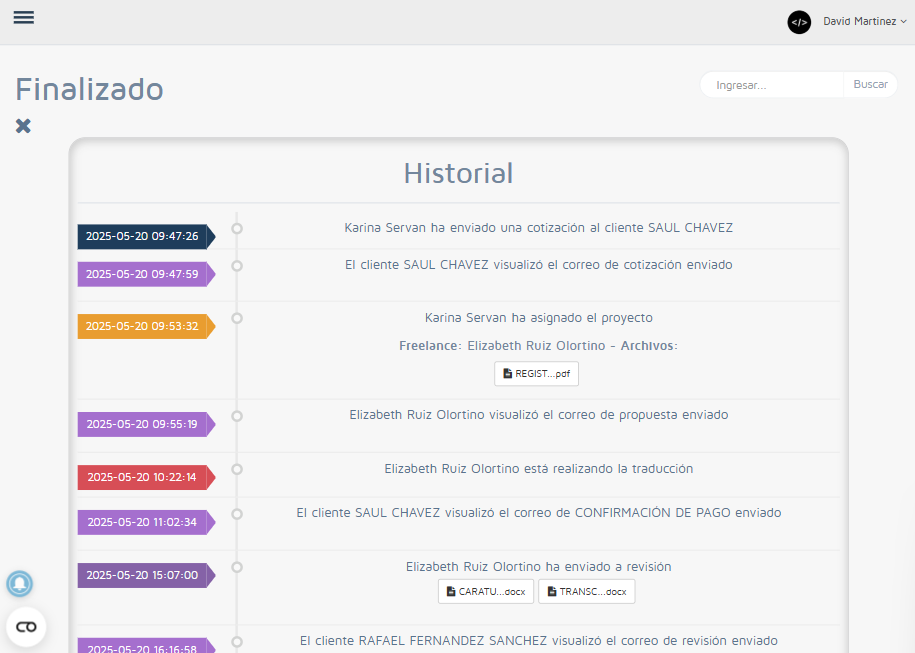 </>
David Martinez
Finalizado
Ingresar...
Buscar
Historial
2025-05-20 09:47:26
Karina Servan ha enviado una cotización al cliente SAUL CHAVEZ
2025-05-20 09:47:59
El cliente SAUL CHAVEZ visualizó el correo de cotización enviado
2025-05-20 09:53:32
Karina Servan ha asignado el proyecto
Freelance: Elizabeth Ruiz Olortino - Archivos:
REGIST...pdf
2025-05-20 09:55:19
Elizabeth Ruiz Olortino visualizó el correo de propuesta enviado
2025-05-20 10:22:14
Elizabeth Ruiz Olortino está realizando la traducción
2025-05-20 11:02:34
El cliente SAUL CHAVEZ visualizó el correo de CONFIRMACIÓN DE PAGO enviado
2025-05-20 15:07:00
Elizabeth Ruiz Olortino ha enviado a revisión
CARATU...docx
TRANSC...docx
2025-05-20 16:16:58
El cliente RAFAEL FERNANDEZ SANCHEZ visualizó el correo de revisión enviado